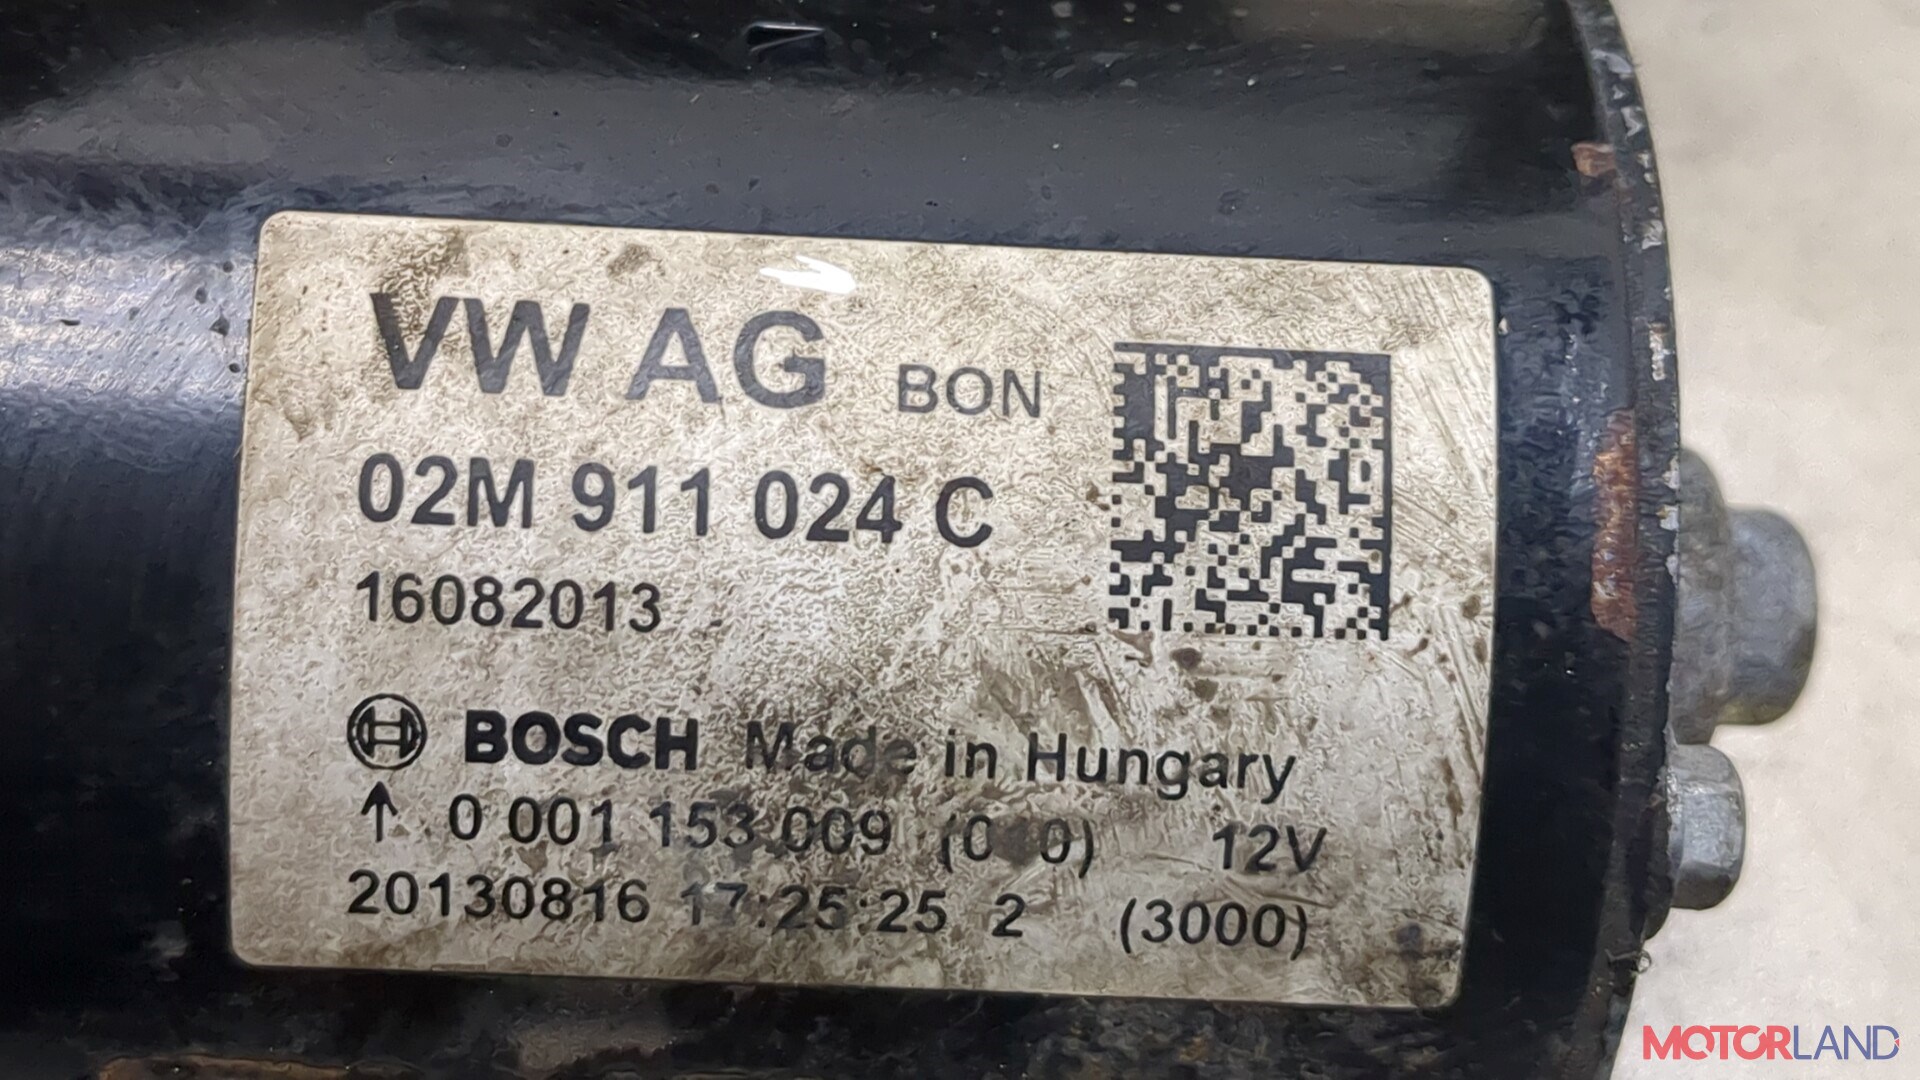 VW AG BON
02M 911 024 C
16082013
BOSCH Made in Hungary
↑ 0 001 153 009 12V
20130816 17:25:25 2 (3000)
MOTORLAND